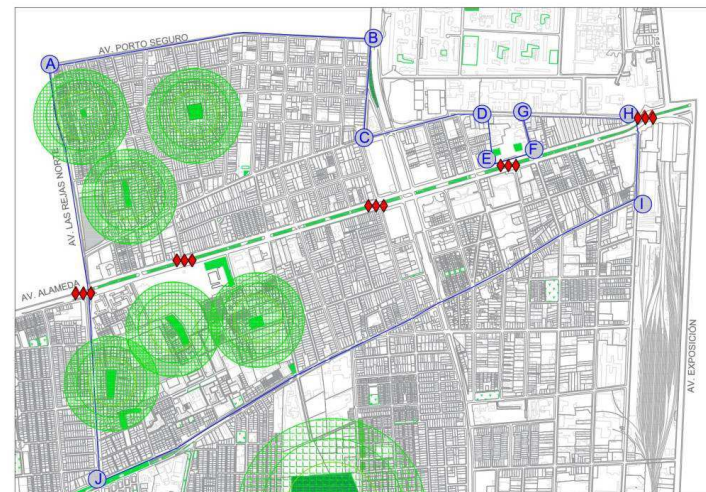 AV. PORTO SEGURO
A
B
C
D
G
H
E
F
I
AV. LAS REJAS NORTE
AV. ALAMEDA
AV. EXPOSICIÓN
J